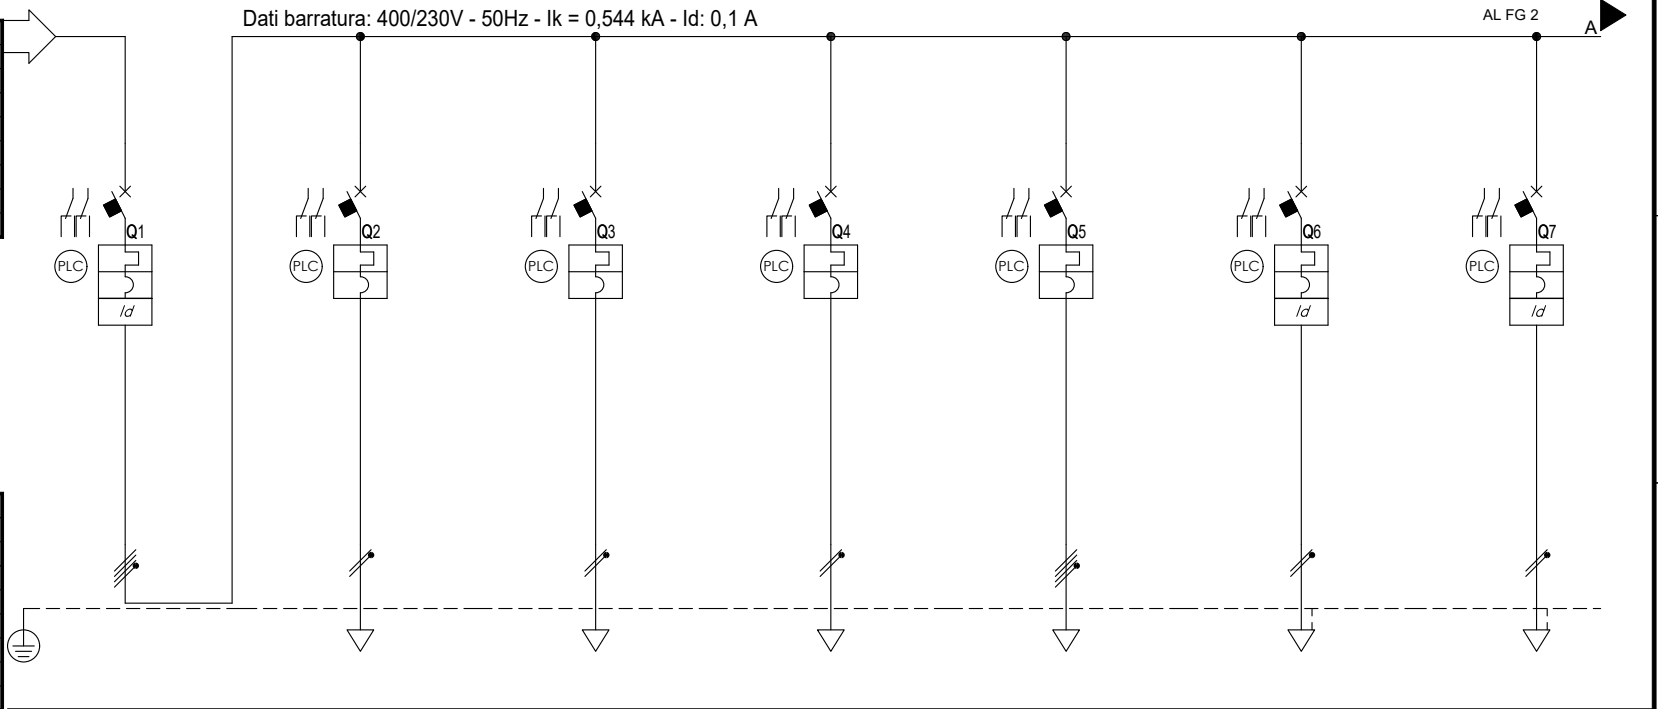 Dati barratura: 400/230V - 50Hz - Ik = 0,544 kA - Id: 0,1 A
AL FG 2
A
Q1
Q2
Q3
Q4
Q5
Q6
Q7
PLC
PLC
PLC
PLC
PLC
PLC
PLC
Id
Id
Id